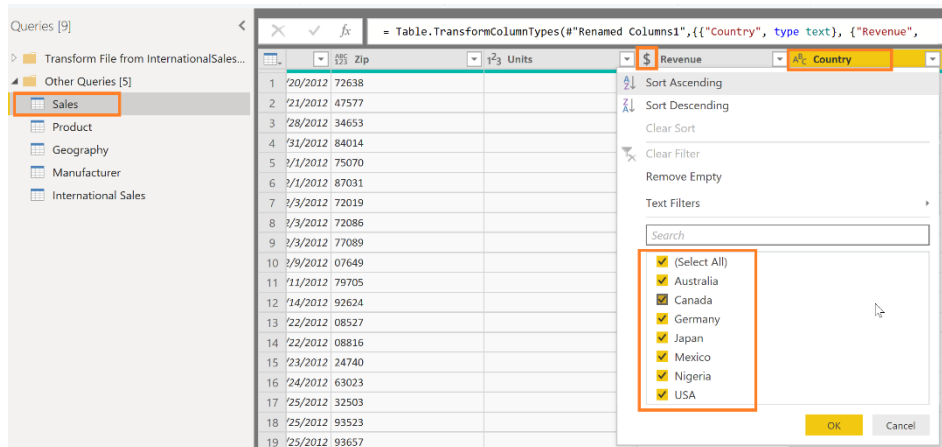 Queries [9]
fx
= Table.TransformColumnTypes(#"Renamed Columns1",{{"Country", type text}, {"Revenue",
Transform File from InternationalSales...
Other Queries [5]
Sales
Product
Geography
Manufacturer
International Sales
ABC 123 Zip
1²3 Units
$ Revenue
ABC Country
1 /20/2012 72638
2 /21/2012 47577
3 /28/2012 34653
4 /31/2012 84014
5 2/1/2012 75070
6 2/1/2012 87031
7 2/3/2012 72019
8 2/3/2012 72086
9 2/3/2012 77089
10 2/9/2012 07649
11 /11/2012 79705
12 /14/2012 92624
13 /22/2012 08527
14 /22/2012 08816
15 /23/2012 24740
16 /24/2012 63023
17 /25/2012 32503
18 /25/2012 93523
19 /25/2012 93657
Sort Ascending
Sort Descending
Clear Sort
Clear Filter
Remove Empty
Text Filters
Search
(Select All)
Australia
Canada
Germany
Japan
Mexico
Nigeria
USA
OK
Cancel